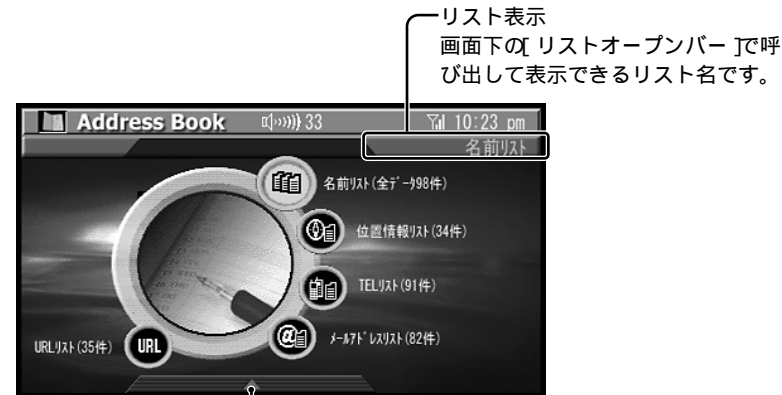 リスト表示
画面下の[ リストオープンバー ]で呼
び出して表示できるリスト名です。
Address Book 33 10:23 pm
名前リスト
名前リスト(全ﾃﾞｰﾀ98件)
位置情報リスト(34件)
TELリスト(91件)
ﾒｰﾙｱﾄﾞﾚｽリスト(82件)
URLリスト(35件)
URL